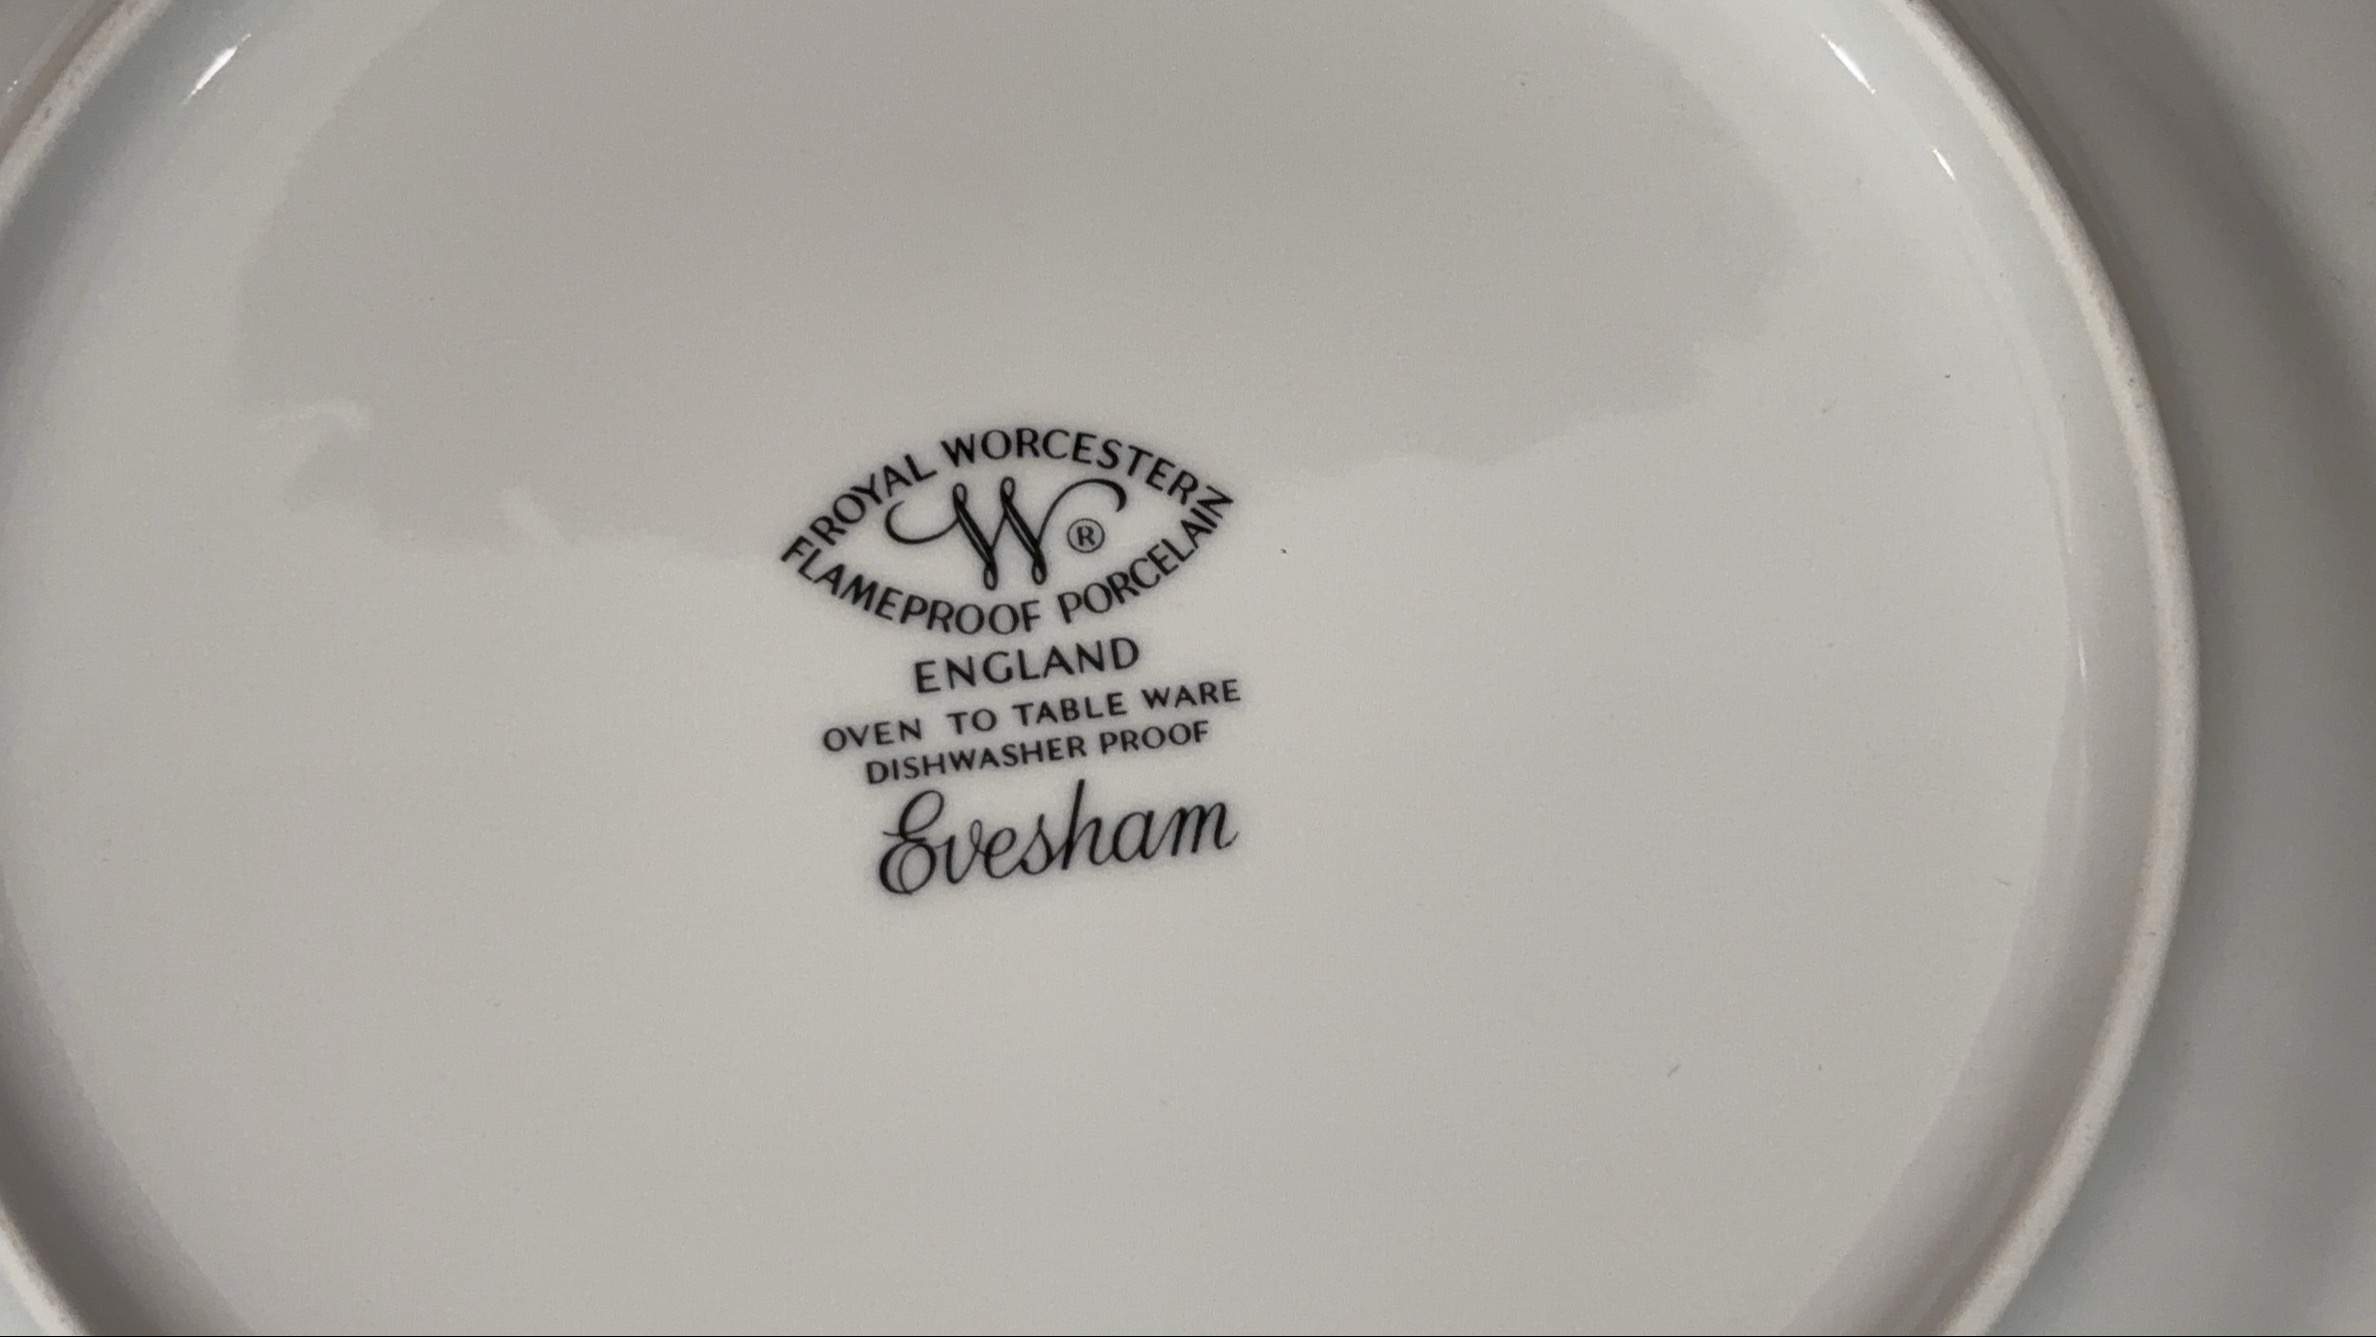 ROYAL WORCESTER
W ®
FLAMEPROOF PORCELAIN
ENGLAND
OVEN TO TABLE WARE
DISHWASHER PROOF
Evesham